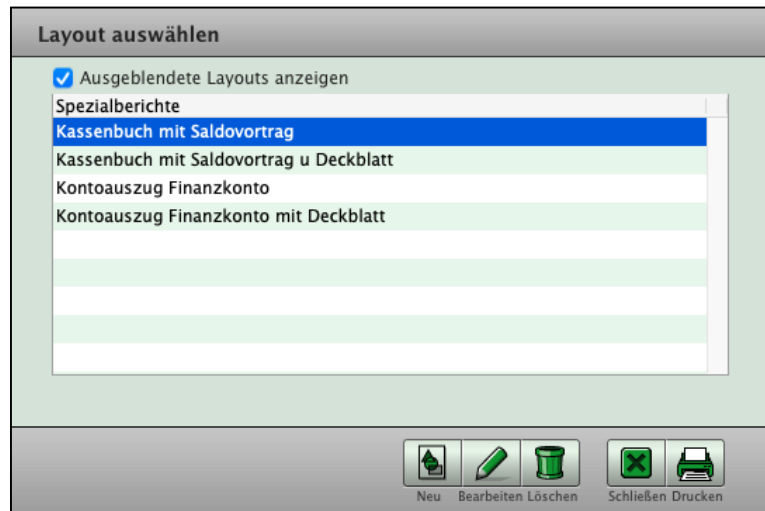 Layout auswählen
Ausgeblendete Layouts anzeigen
Spezialberichte
Kassenbuch mit Saldovortrag
Kassenbuch mit Saldovortrag u Deckblatt
Kontoauszug Finanzkonto
Kontoauszug Finanzkonto mit Deckblatt
Neu Bearbeiten Löschen Schließen Drucken